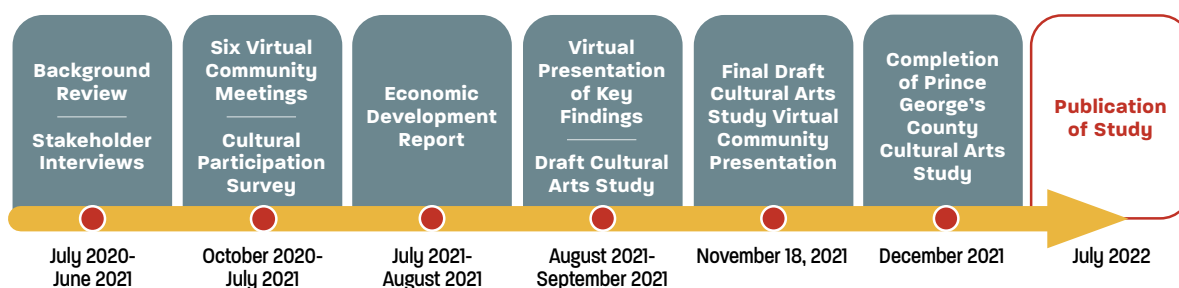 Background
Review
Stakeholder
Interviews
July 2020-
June 2021
Six Virtual
Community
Meetings
Cultural
Participation
Survey
October 2020-
July 2021
Economic
Development
Report
July 2021-
August 2021
Virtual
Presentation
of Key
Findings
Draft Cultural
Arts Study
August 2021-
September 2021
Final Draft
Cultural Arts
Study Virtual
Community
Presentation
November 18, 2021
Completion
of Prince
George's
County
Cultural Arts
Study
December 2021
Publication
of Study
July 2022